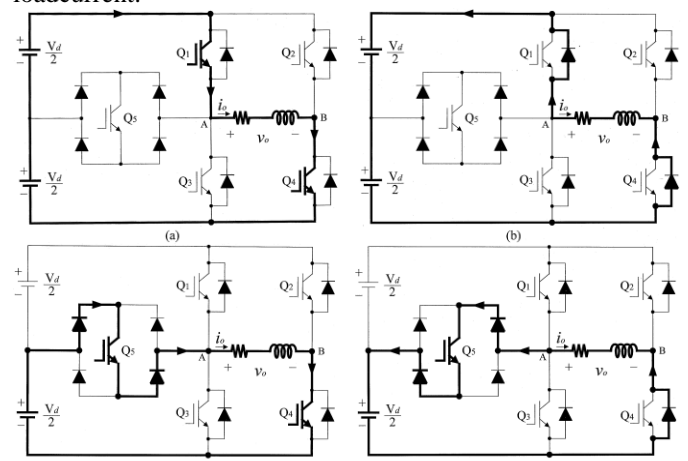 loadcurrent.
+ Vd/2 −
+ Vd/2 −
Q1
Q2
Q5
io
A
B
+ vo −
Q3
Q4
(a)
+ Vd/2 −
+ Vd/2 −
Q1
Q2
Q5
io
A
B
+ vo −
Q3
Q4
(b)
+ Vd/2 −
+ Vd/2 −
Q1
Q2
Q5
io
A
B
+ vo −
Q3
Q4
+ Vd/2 −
+ Vd/2 −
Q1
Q2
Q5
io
A
B
+ vo −
Q3
Q4